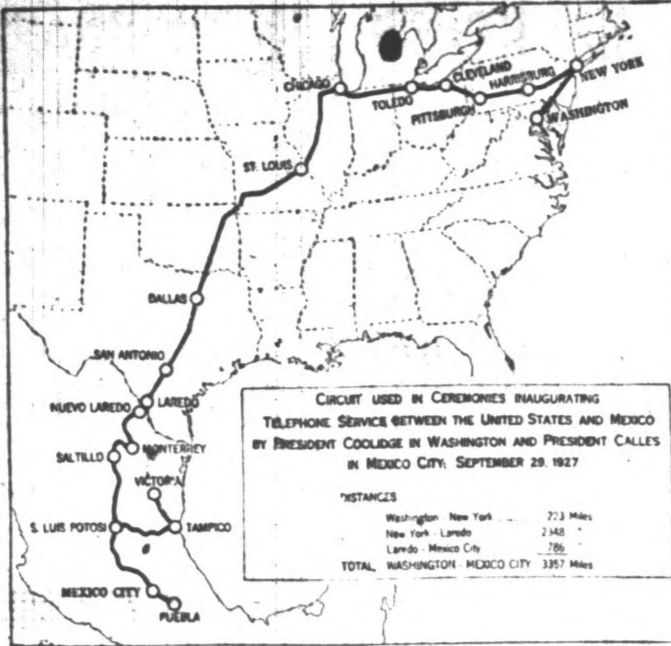 CHICAGO
TOLEDO
CLEVELAND
PITTSBURGH
HARRISBURG
NEW YORK
WASHINGTON
ST. LOUIS
DALLAS
SAN ANTONIO
NUEVO LAREDO
LAREDO
SALTILLO
MONTERREY
VICTORIA
S. LUIS POTOSI
TAMPICO
MEXICO CITY
PUEBLA
CIRCUIT USED IN CEREMONIES INAUGURATING
TELEPHONE SERVICE BETWEEN THE UNITED STATES AND MEXICO
BY PRESIDENT COOLIDGE IN WASHINGTON AND PRESIDENT CALLES
IN MEXICO CITY: SEPTEMBER 29, 1927
DISTANCES
Washington - New York 223 Miles
New York - Laredo 2348
Laredo - Mexico City 786
TOTAL, WASHINGTON - MEXICO CITY 3357 Miles